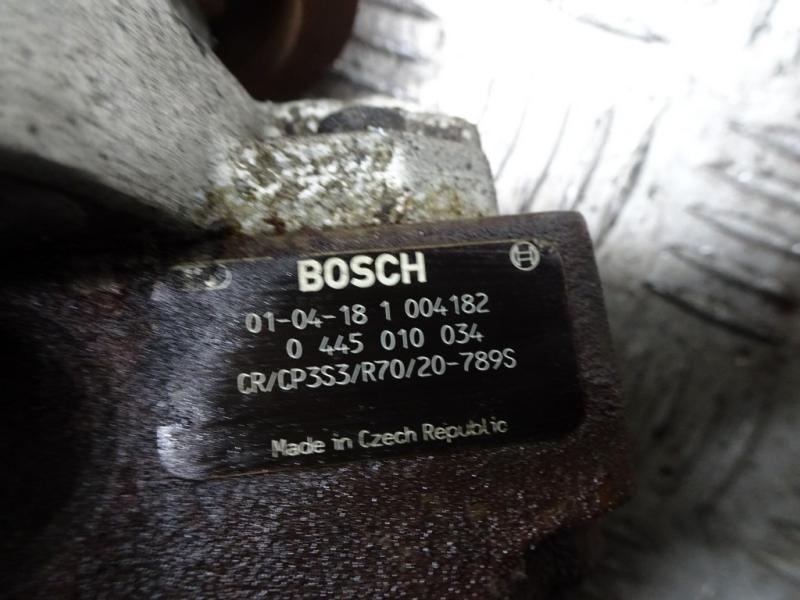 BOSCH
01-04-18 1 004182
0 445 010 034
CR/CP3S3/R70/20-789S
Made in Czech Republic